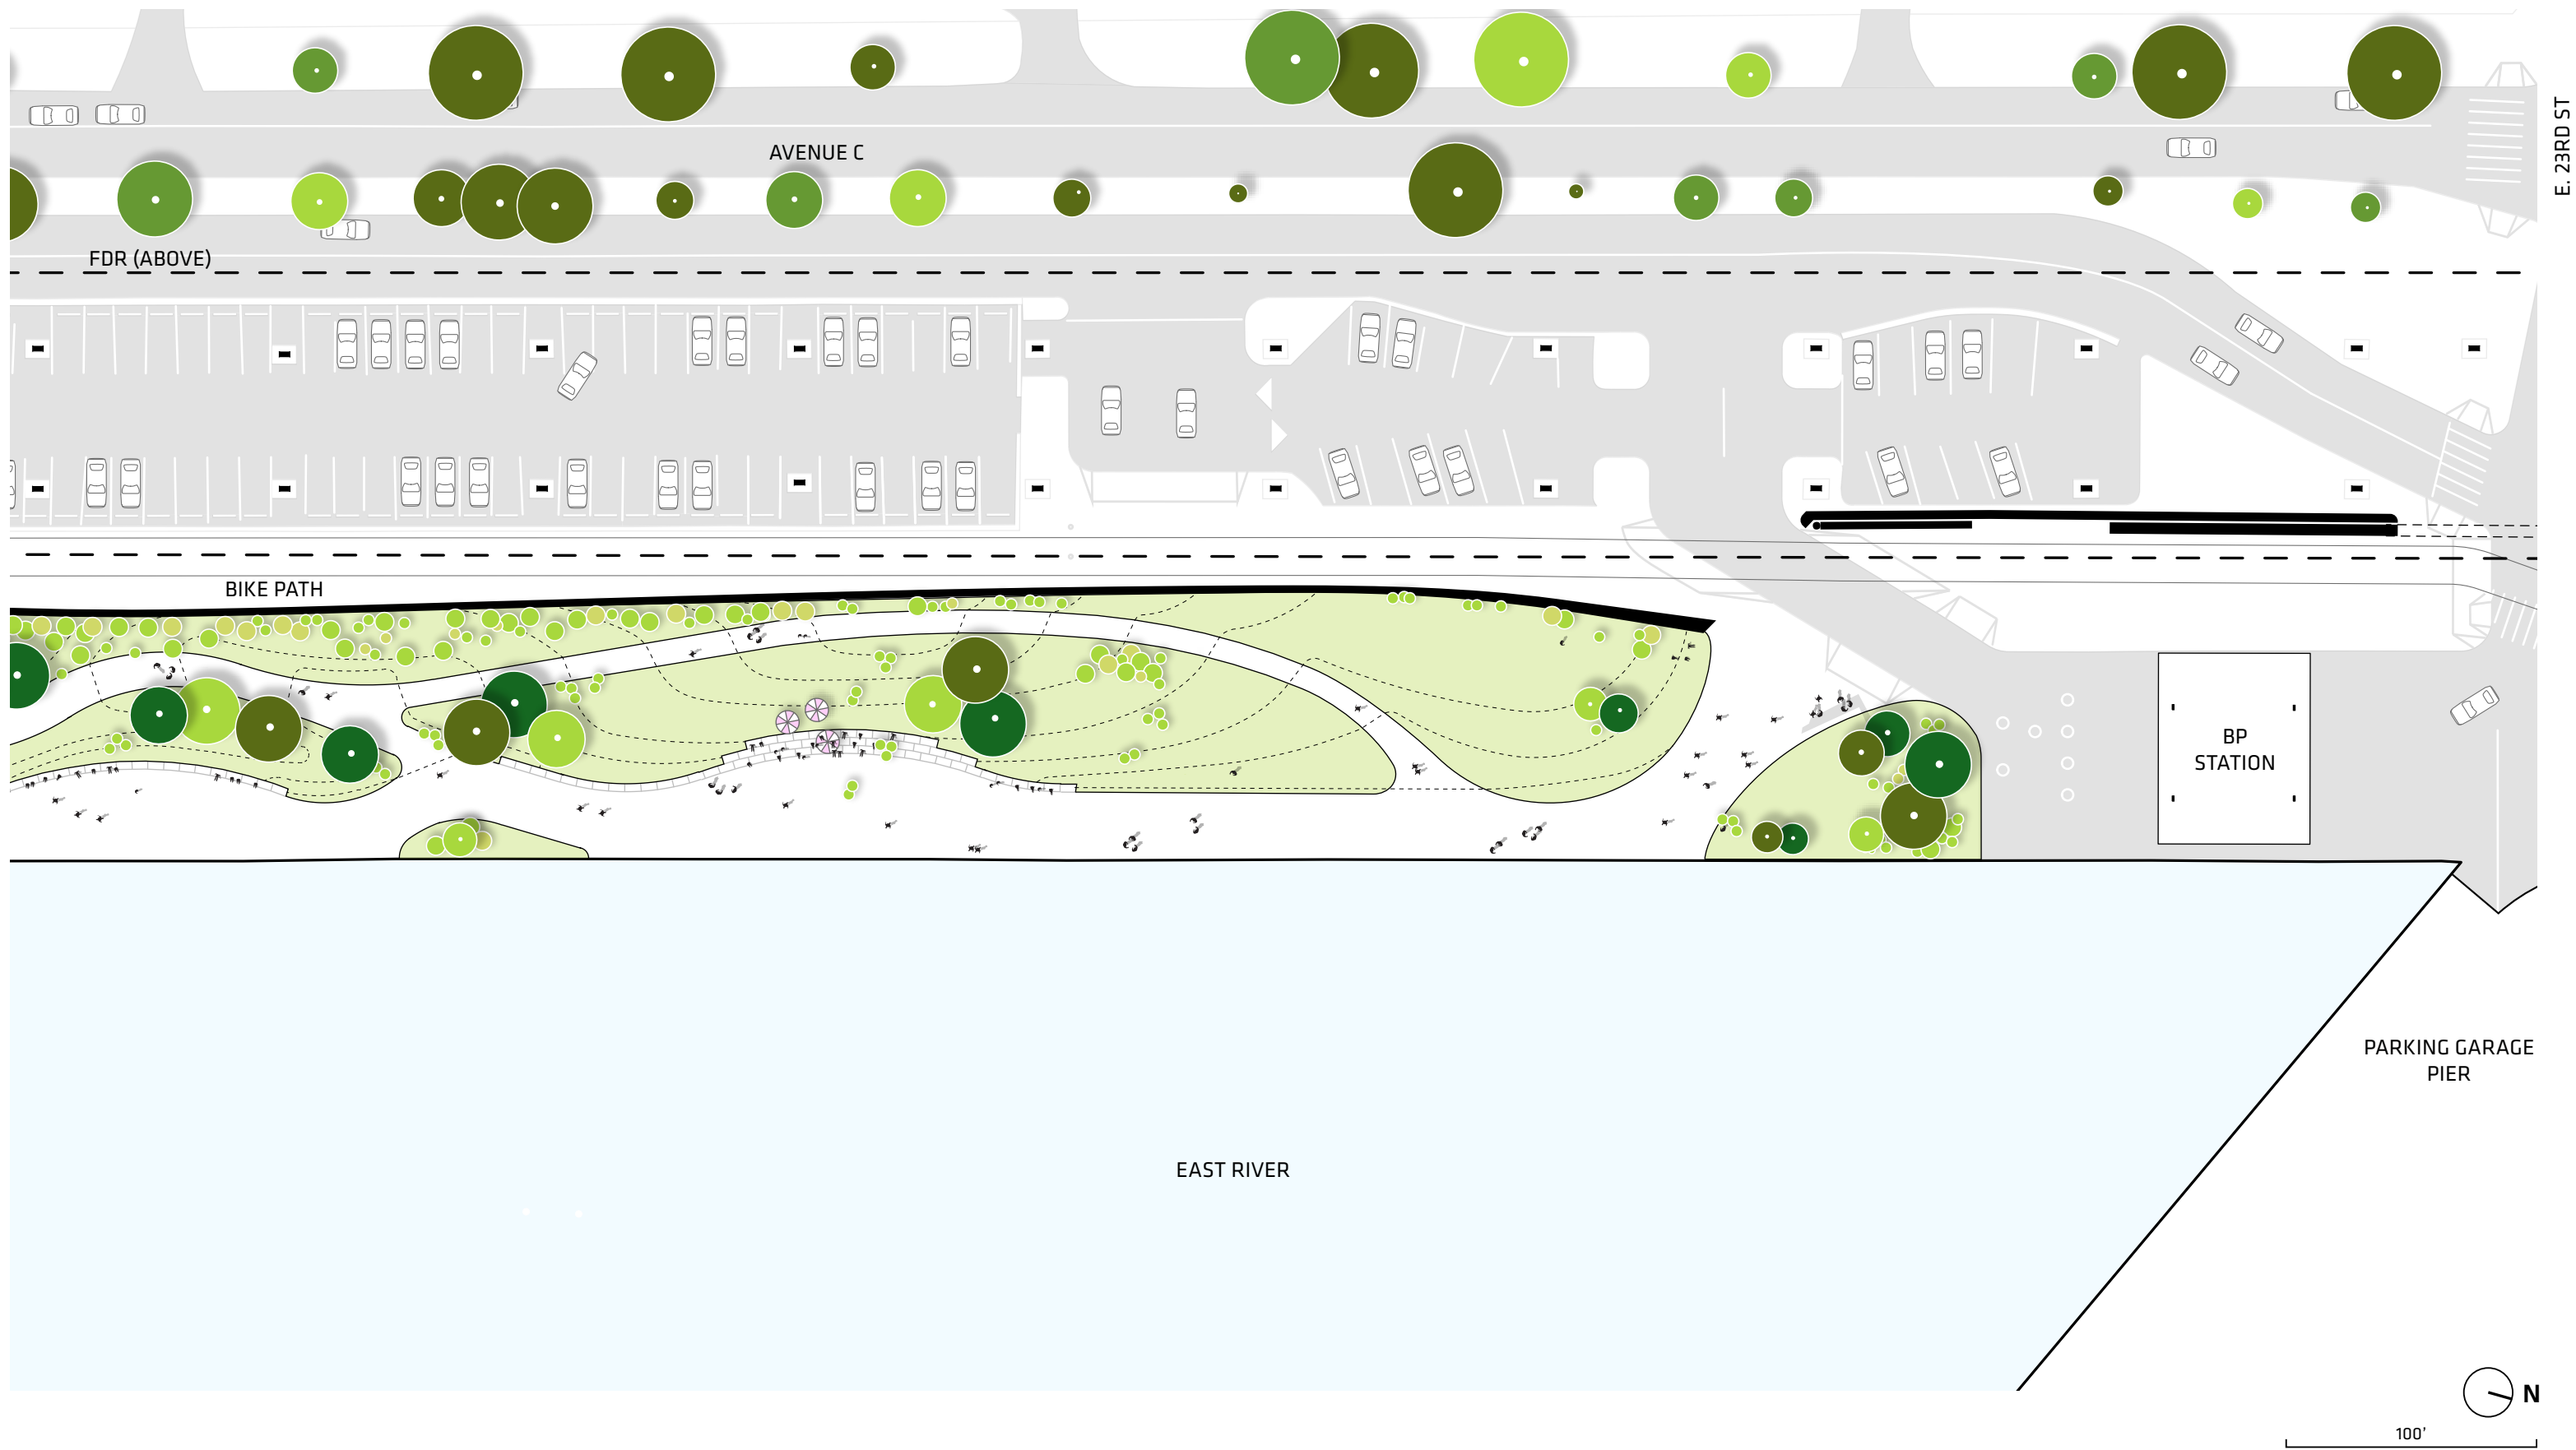 AVENUE C
E. 23RD ST
FDR (ABOVE)
BIKE PATH
BP
STATION
PARKING GARAGE
PIER
EAST RIVER
N
100'